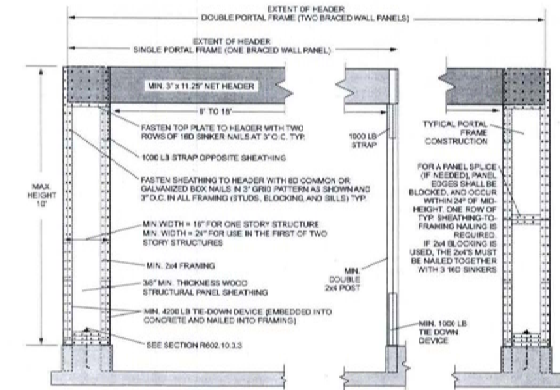 EXTENT OF HEADER
DOUBLE PORTAL FRAME (TWO BRACED WALL PANELS)
EXTENT OF HEADER
SINGLE PORTAL FRAME (ONE BRACED WALL PANEL)
MIN. 3" x 11.25" NET HEADER
FASTEN TOP PLATE TO HEADER WITH TWO
ROWS OF 16D SINKER NAILS AT 3" O.C. TYP.
1000 LB STRAP OPPOSITE SHEATHING
FASTEN SHEATHING TO HEADER WITH 8D COMMON OR
GALVANIZED BOX NAILS IN 3" GRID PATTERN AS SHOWN AND
3" O.C. IN ALL FRAMING (STUDS, BLOCKING, AND SILLS) TYP.
MIN. WIDTH = 16" FOR ONE STORY STRUCTURE
MIN. WIDTH = 24" FOR USE IN THE FIRST OF TWO
STORY STRUCTURES
MIN. 2x4 FRAMING
3/8" MIN. THICKNESS WOOD
STRUCTURAL PANEL SHEATHING
MIN. 4200 LB TIE-DOWN DEVICE (EMBEDDED INTO
CONCRETE AND NAILED INTO FRAMING)
SEE SECTION R602.10.3.3
MAX.
HEIGHT
10'
LB
STRAP
MIN.
DOUBLE
2x4 POST
MIN. 1000 LB
TIE DOWN
DEVICE
TYPICAL PORTAL
FRAME
CONSTRUCTION
FOR A PANEL SPLICE
(IF NEEDED), PANEL
EDGES SHALL BE
BLOCKED, AND OCCUR
WITHIN 24" OF MID-
HEIGHT. ONE ROW OF
TYP. SHEATHING-TO-
FRAMING NAILING IS
REQUIRED.
IF 2x4 BLOCKING IS
USED, THE 2x4'S MUST
BE NAILED TOGETHER
WITH 3 16D SINKERS